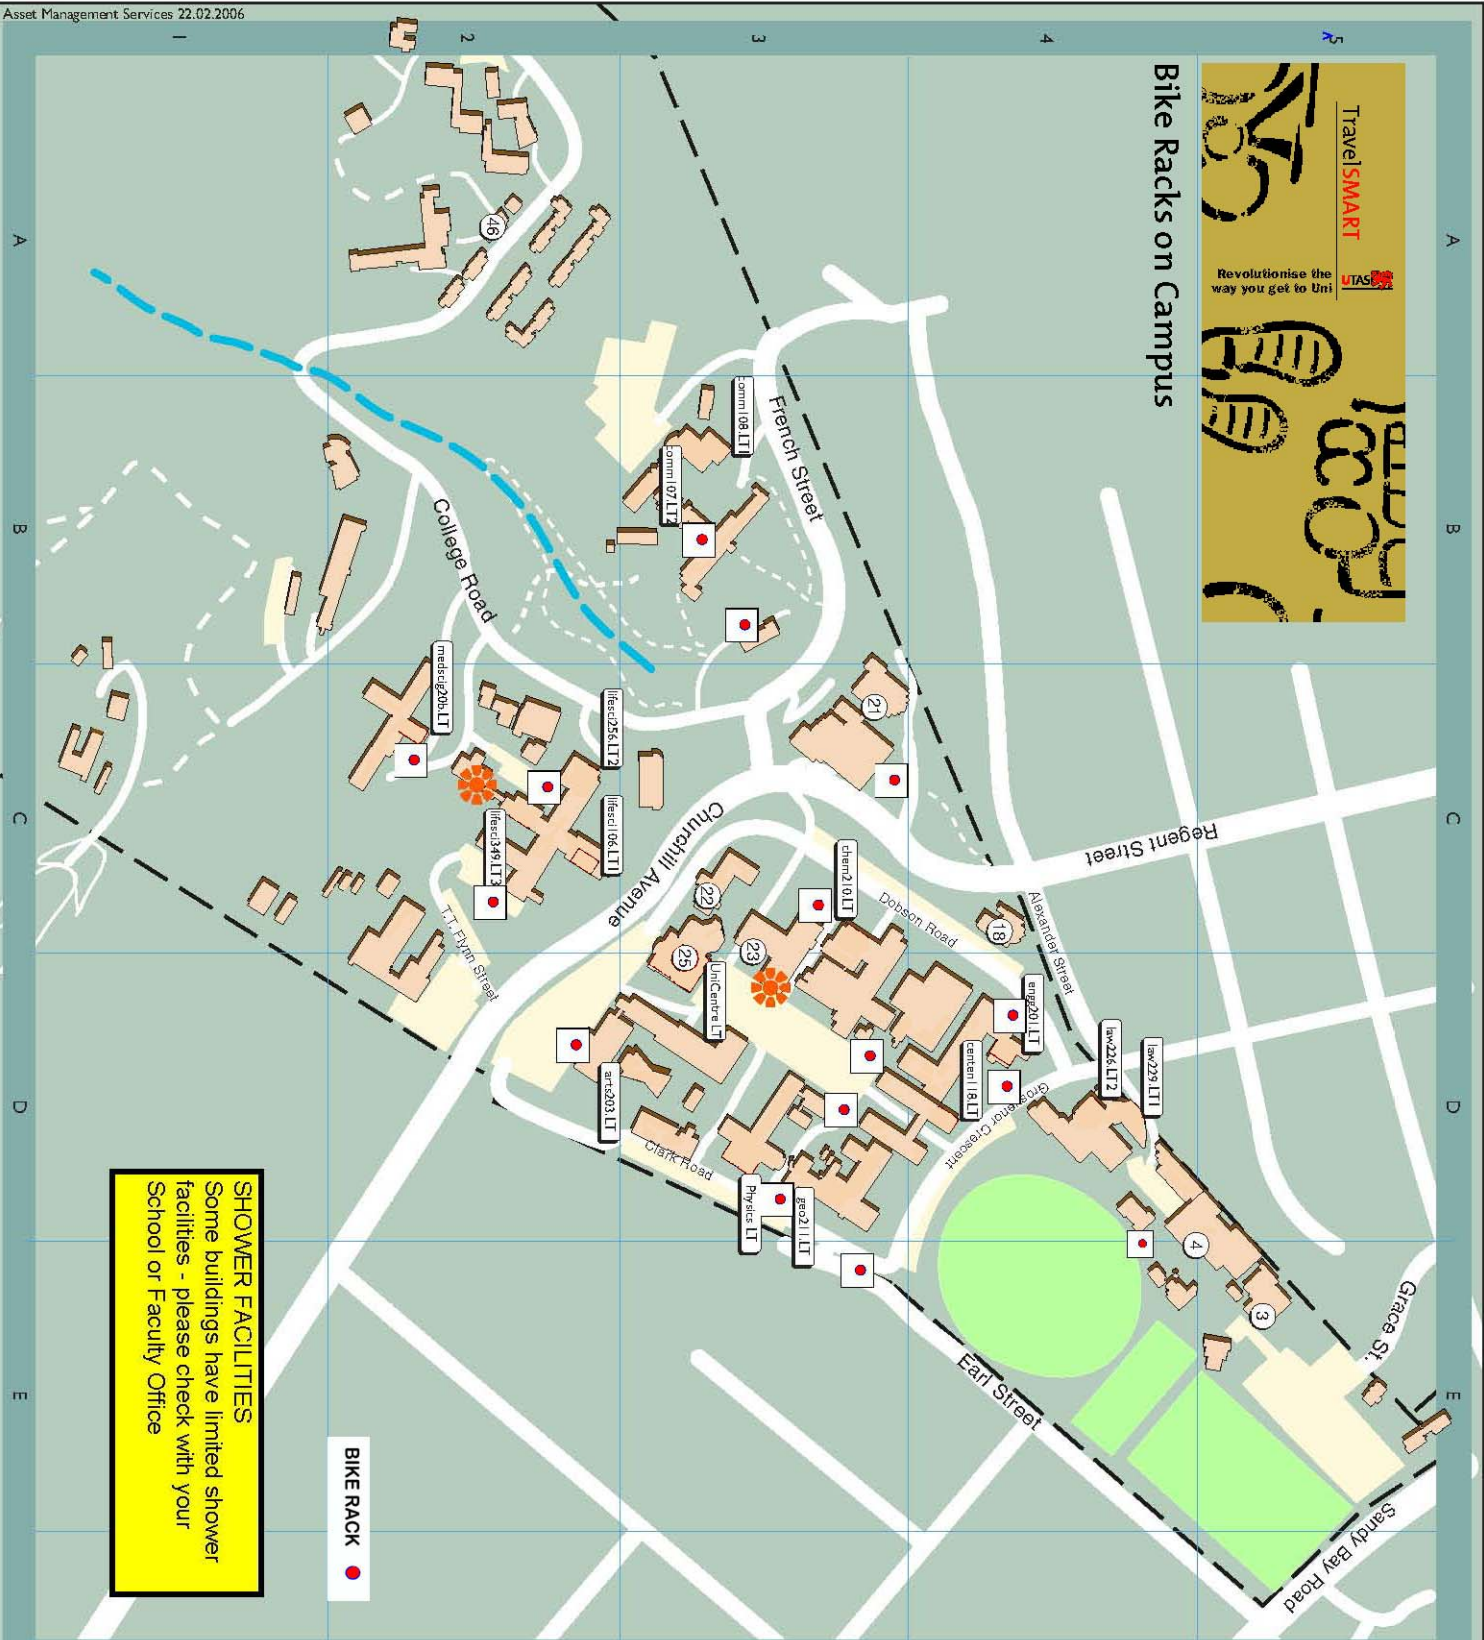 Asset Management Services 22.02.2006
TravelSMART
UTAS
Revolutionise the
way you get to Uni
Bike Racks on Campus
1
2
3
4
5
A
B
C
D
E
A
B
C
D
E
French Street
College Road
Churchill Avenue
Regent Street
Alexander Street
Dobson Road
T.T. Flynn Street
Grosvenor Crescent
Clark Road
Earl Street
Grace St.
Sandy Bay Road
46
21
22
23
25
18
4
3
comm108.LT1
comm107.LT2
medscig20b.LT
lifesci256.LT2
lifesci106.LT1
lifesci349.LT3
chem210.LT
UniCentre LT
engg201.LT
centen118.LT
law226.LT2
law229.LT1
arts203.LT
Physics LT
geo211.LT
SHOWER FACILITIES
Some buildings have limited shower
facilities - please check with your
School or Faculty Office
BIKE RACK